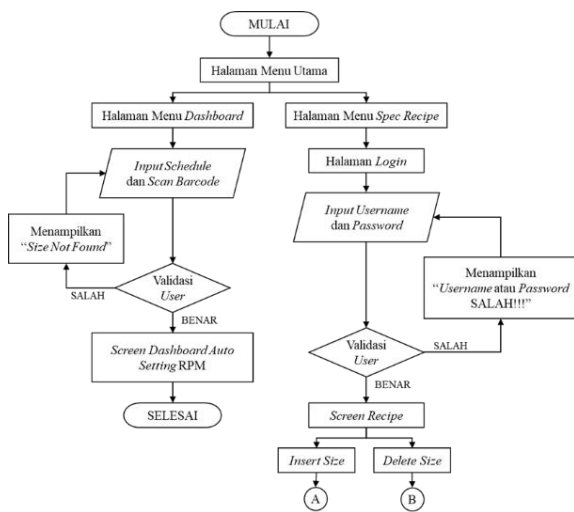 MULAI
Halaman Menu Utama
Halaman Menu Dashboard
Halaman Menu Spec Recipe
Input Schedule
dan Scan Barcode
Halaman Login
Input Username
dan Password
Menampilkan
“Size Not Found”
Validasi
User
SALAH
BENAR
Menampilkan
“Username atau Password
SALAH!!!”
Screen Dashboard Auto
Setting RPM
Validasi
User
SALAH
BENAR
SELESAI
Screen Recipe
Insert Size
Delete Size
A
B